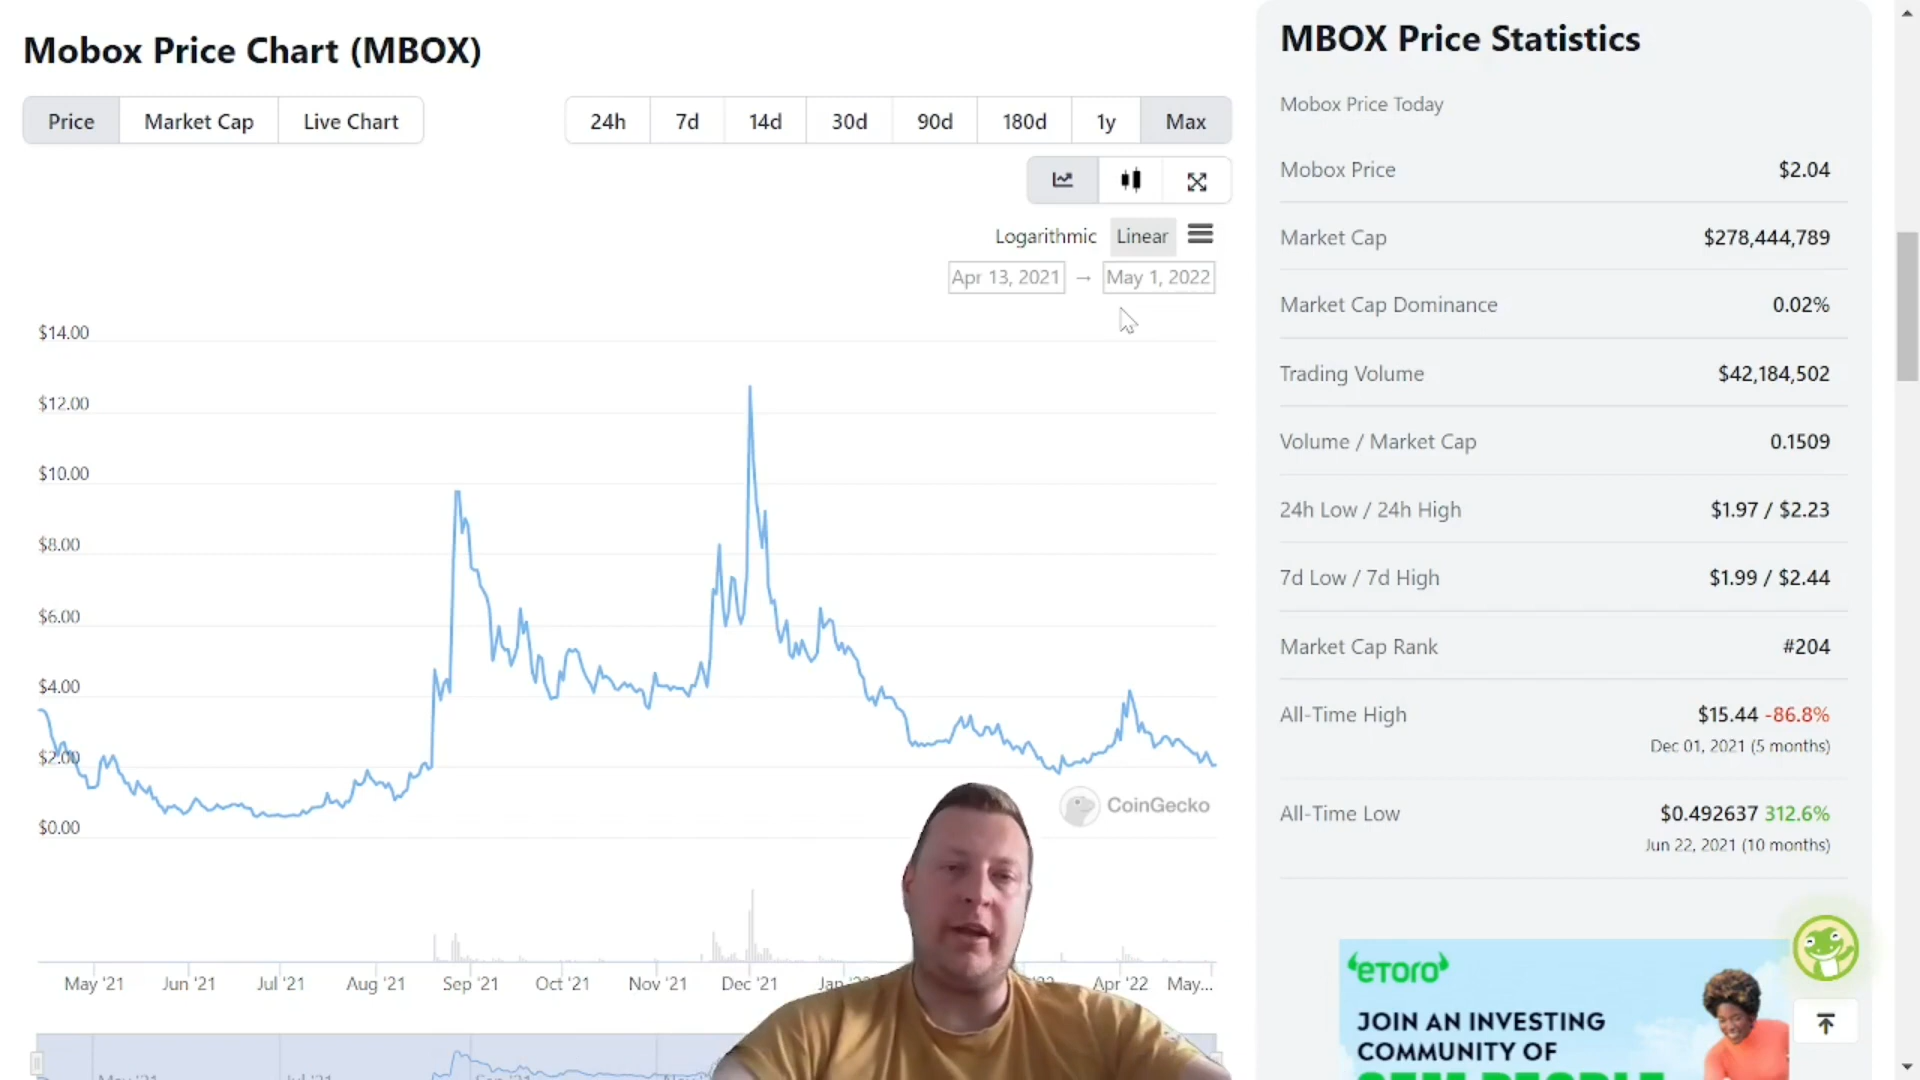 Mobox Price Chart (MBOX)
Price Market Cap Live Chart
24h 7d 14d 30d 90d 180d 1y Max
Logarithmic Linear
Apr 13, 2021 → May 1, 2022
$14.00
$12.00
$10.00
$8.00
$6.00
$4.00
$2.00
$0.00
CoinGecko
May '21 Jun '21 Jul '21 Aug '21 Sep '21 Oct '21 Nov '21 Dec '21 Jan Apr '22 May...
MBOX Price Statistics
Mobox Price Today
Mobox Price $2.04
Market Cap $278,444,789
Market Cap Dominance 0.02%
Trading Volume $42,184,502
Volume / Market Cap 0.1509
24h Low / 24h High $1.97 / $2.23
7d Low / 7d High $1.99 / $2.44
Market Cap Rank #204
All-Time High $15.44 -86.8%
Dec 01, 2021 (5 months)
All-Time Low $0.492637 312.6%
Jun 22, 2021 (10 months)
eToro
JOIN AN INVESTING
COMMUNITY OF